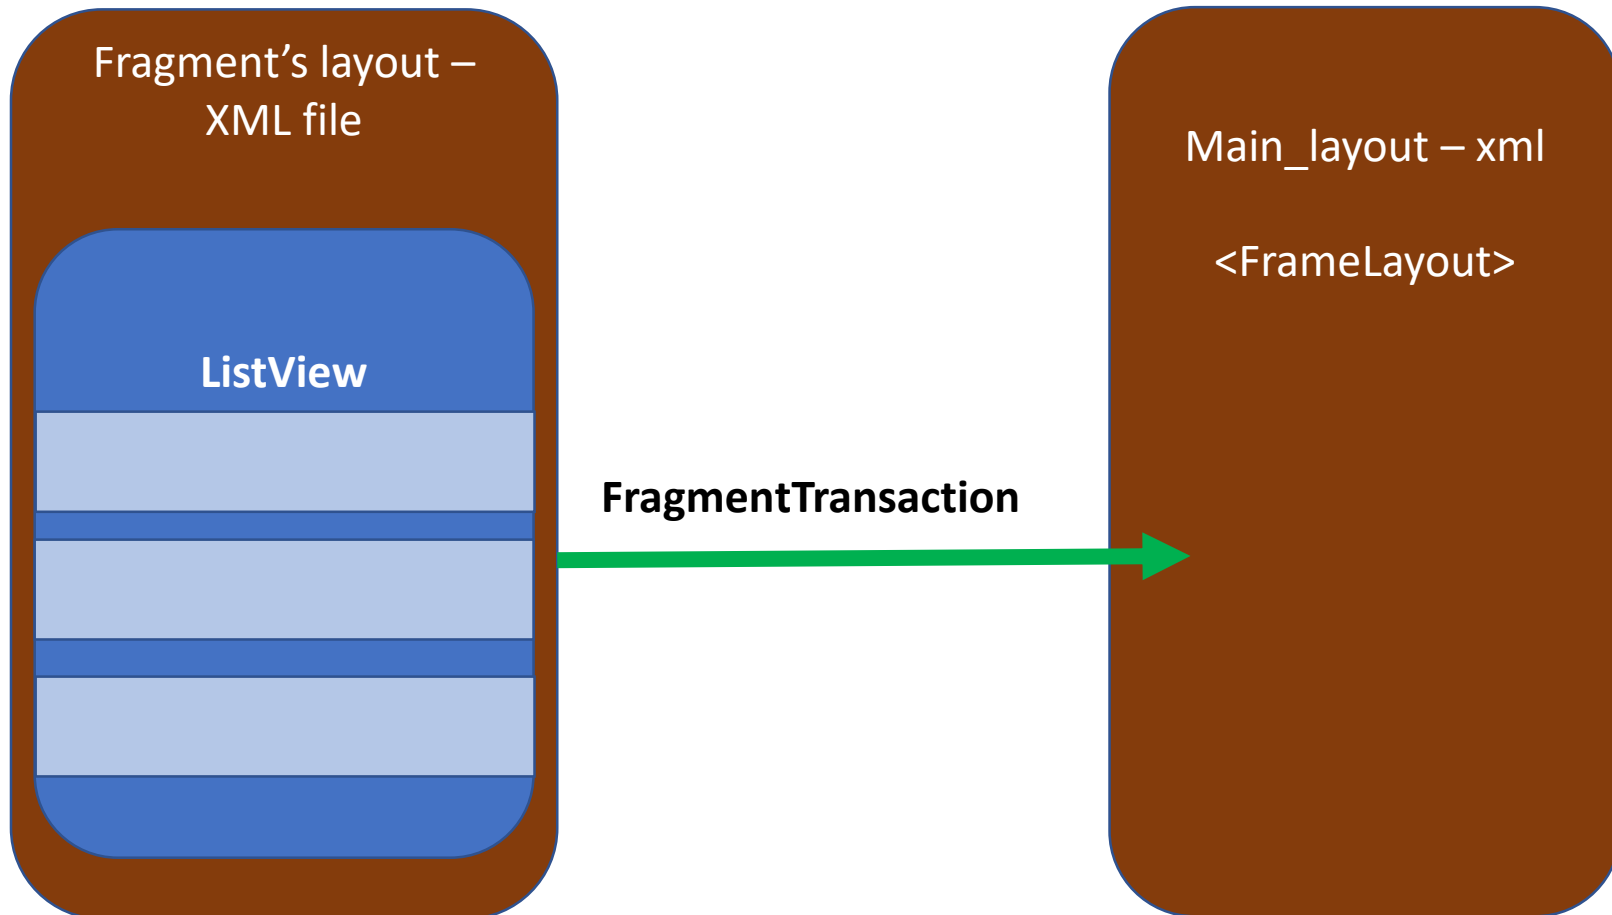 Fragment’s layout –
XML file
ListView
FragmentTransaction
Main_layout – xml
<FrameLayout>